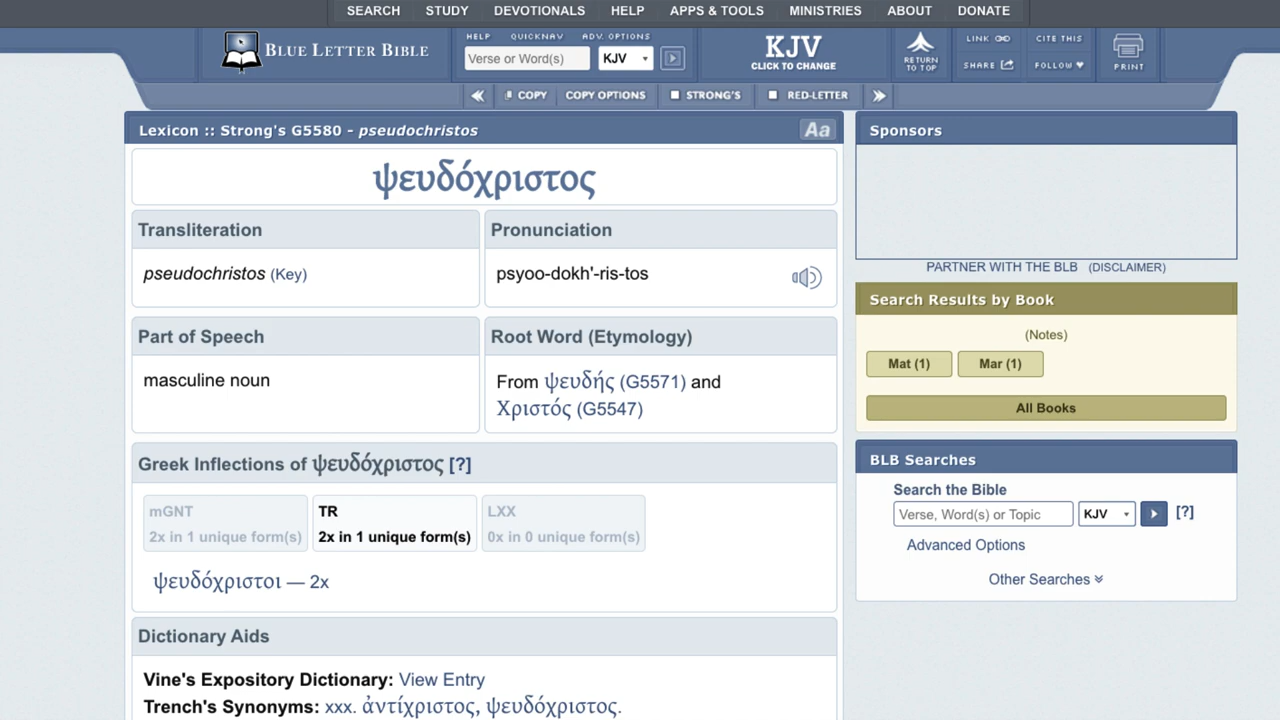 SEARCH STUDY DEVOTIONALS HELP APPS & TOOLS MINISTRIES ABOUT DONATE
BLUE LETTER BIBLE
HELP QUICKNAV ADV. OPTIONS
Verse or Word(s) KJV
KJV
CLICK TO CHANGE
RETURN
TO TOP
LINK CITE THIS
SHARE FOLLOW
PRINT
COPY COPY OPTIONS STRONG'S RED-LETTER
Lexicon :: Strong's G5580 - pseudochristos Aa
ψευδόχριστος
Transliteration
pseudochristos (Key)
Pronunciation
psyoo-dokh'-ris-tos
Part of Speech
masculine noun
Root Word (Etymology)
From ψευδής (G5571) and
Χριστός (G5547)
Greek Inflections of ψευδόχριστος [?]
mGNT
2x in 1 unique form(s)
TR
2x in 1 unique form(s)
LXX
0x in 0 unique form(s)
ψευδόχριστοι — 2x
Dictionary Aids
Vine's Expository Dictionary: View Entry
Trench's Synonyms: xxx. ἀντίχριστος, ψευδόχριστος.
Sponsors
PARTNER WITH THE BLB (DISCLAIMER)
Search Results by Book
(Notes)
Mat (1) Mar (1)
All Books
BLB Searches
Search the Bible
Verse, Word(s) or Topic KJV [?]
Advanced Options
Other Searches